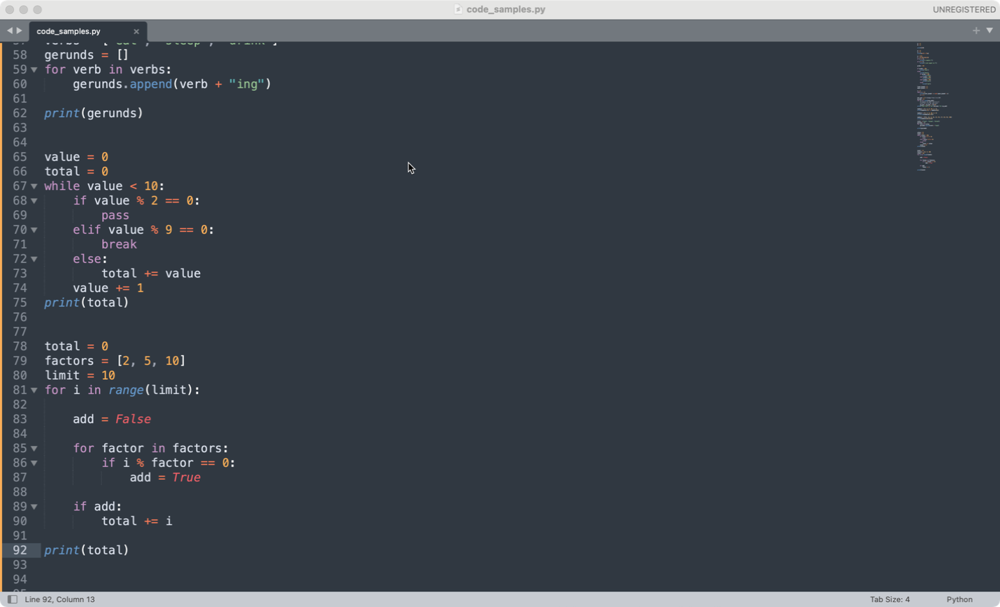 code_samples.py
UNREGISTERED
code_samples.py
58 gerunds = []
59 for verb in verbs:
60     gerunds.append(verb + "ing")
61
62 print(gerunds)
63
64
65 value = 0
66 total = 0
67 while value < 10:
68     if value % 2 == 0:
69         pass
70     elif value % 9 == 0:
71         break
72     else:
73         total += value
74     value += 1
75 print(total)
76
77
78 total = 0
79 factors = [2, 5, 10]
80 limit = 10
81 for i in range(limit):
82
83     add = False
84
85     for factor in factors:
86         if i % factor == 0:
87             add = True
88
89     if add:
90         total += i
91
92 print(total)
93
94
Line 92, Column 13
Tab Size: 4
Python